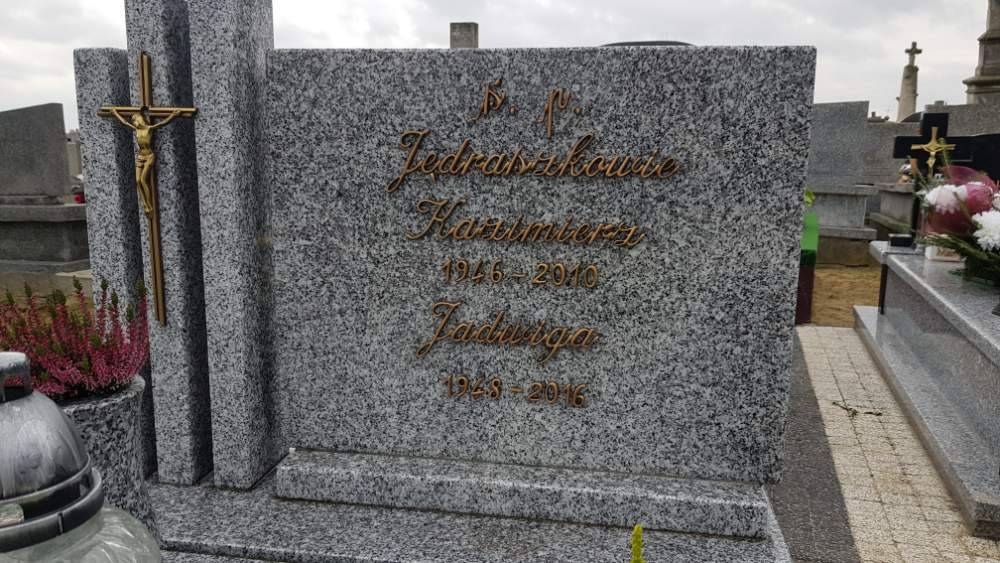 Ś. p.
Jędraszkowie
Kazimierz
1946-2010
Jadwiga
1948-2016